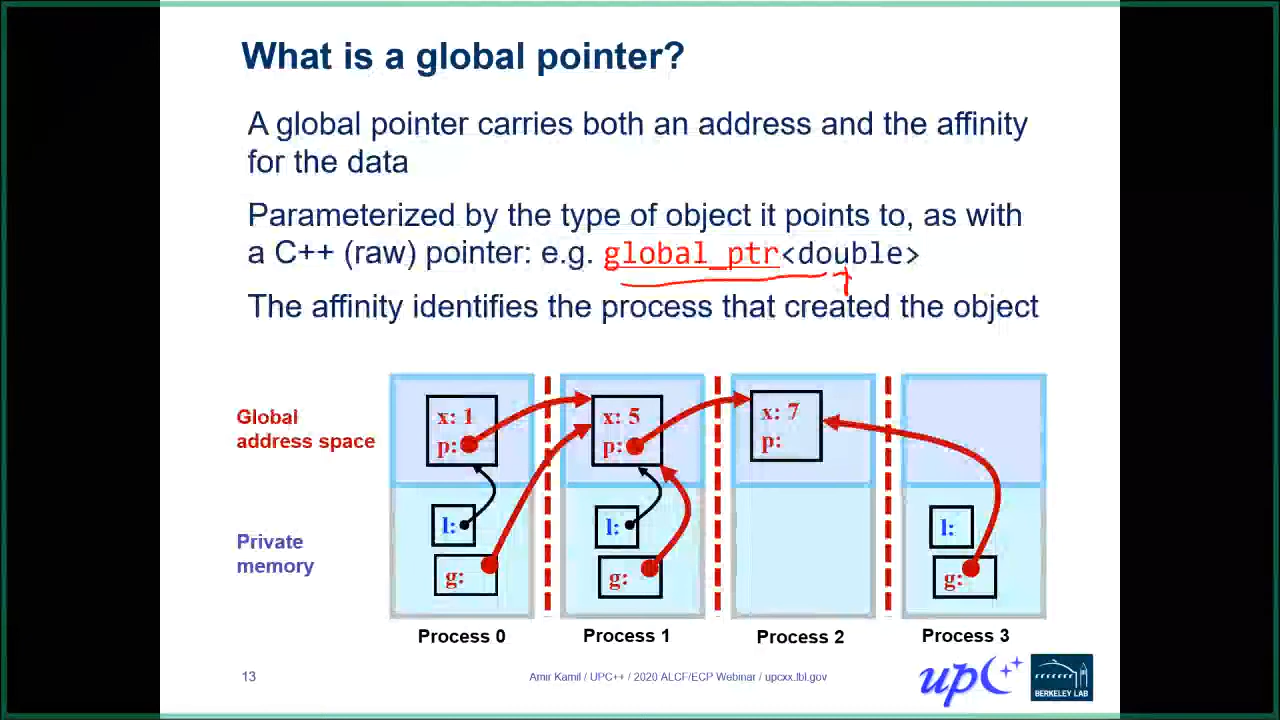 What is a global pointer?
A global pointer carries both an address and the affinity
for the data
Parameterized by the type of object it points to, as with
a C++ (raw) pointer: e.g. global_ptr<double>
The affinity identifies the process that created the object
Global
address space
x: 1
p:
x: 5
p:
x: 7
p:
Private
memory
l:
g:
l:
g:
l:
g:
Process 0
Process 1
Process 2
Process 3
13
Amir Kamil / UPC++ / 2020 ALCF/ECP Webinar / upcxx.lbl.gov
upC++
BERKELEY LAB